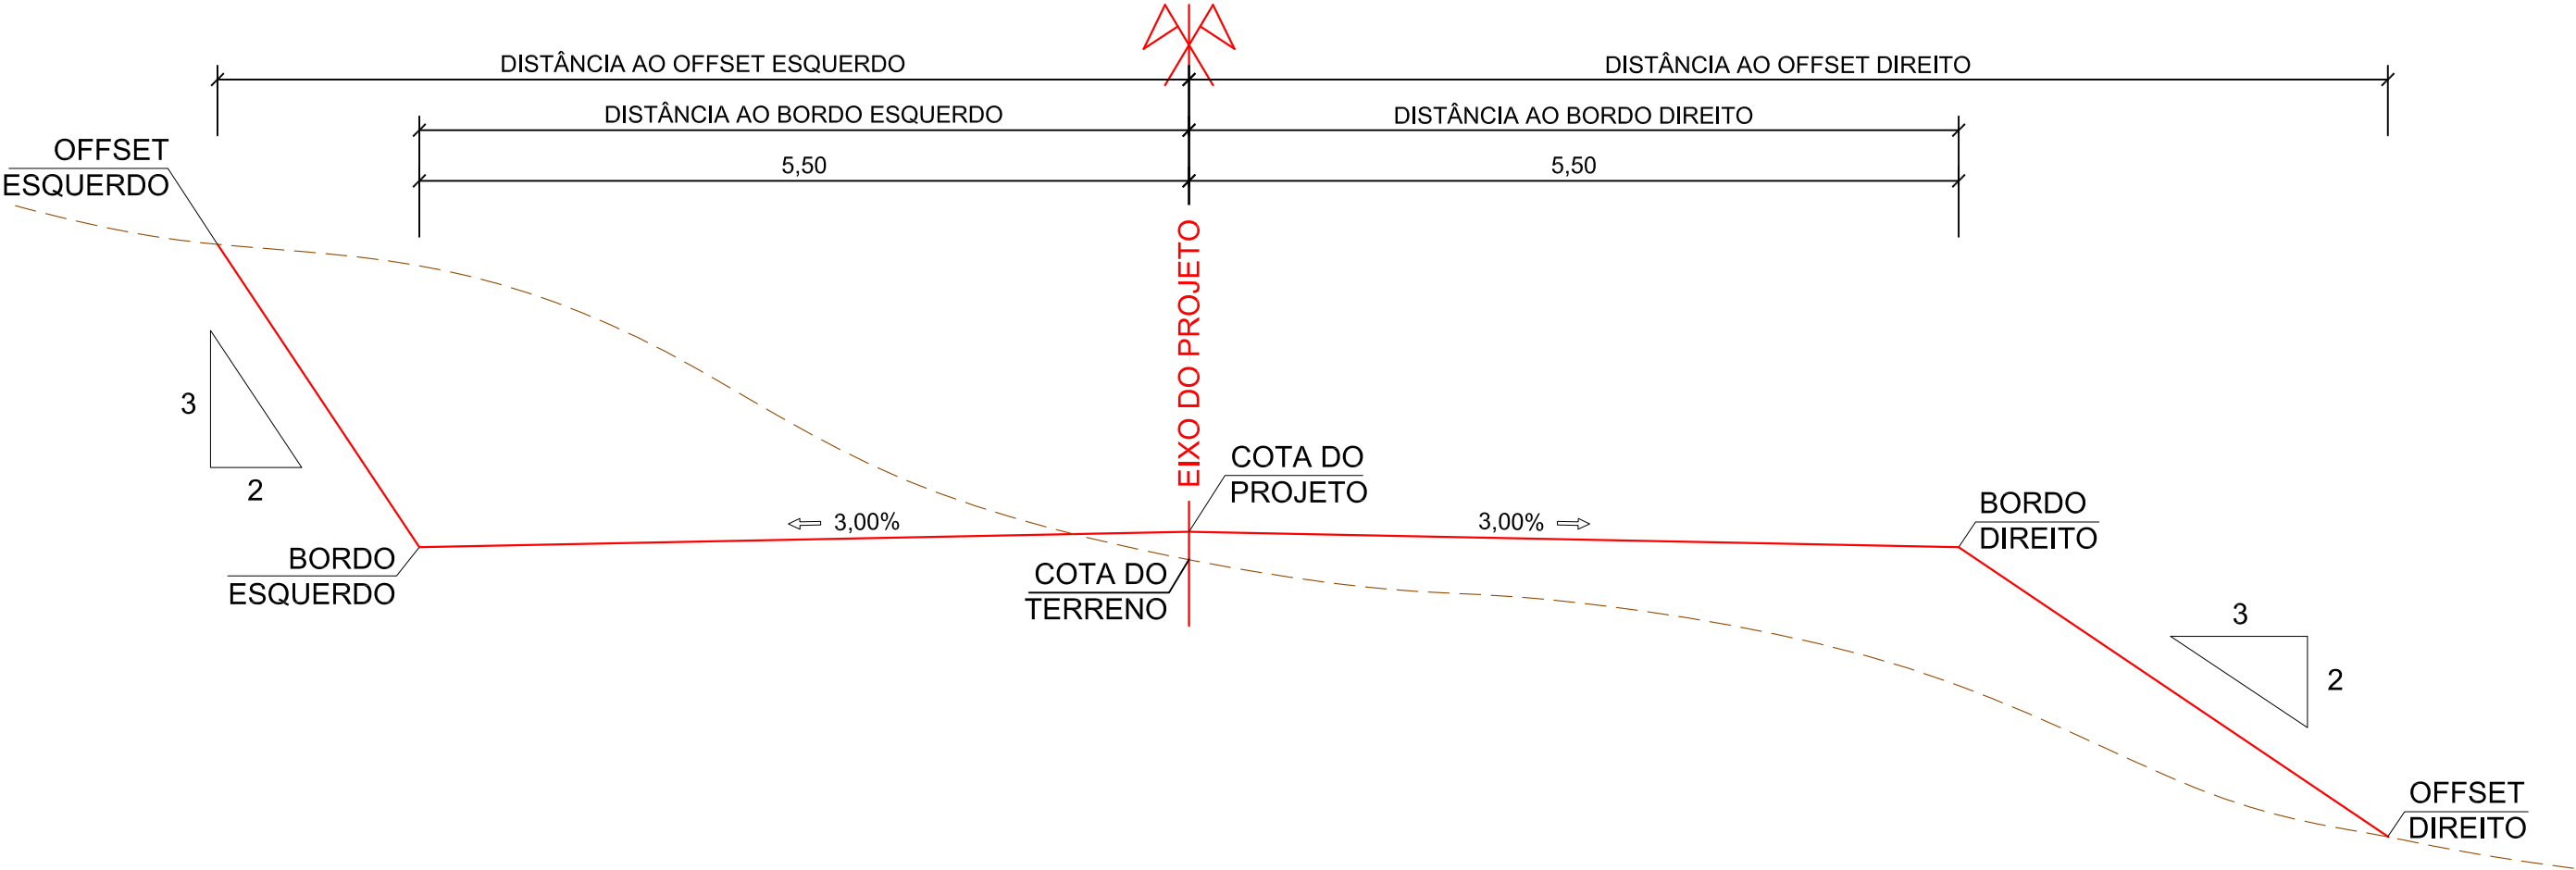 DISTÂNCIA AO OFFSET ESQUERDO
DISTÂNCIA AO OFFSET DIREITO
DISTÂNCIA AO BORDO ESQUERDO
DISTÂNCIA AO BORDO DIREITO
OFFSET
ESQUERDO
5,50
5,50
EIXO DO PROJETO
3
2
COTA DO
PROJETO
3,00%
3,00%
BORDO
DIREITO
BORDO
ESQUERDO
COTA DO
TERRENO
3
2
OFFSET
DIREITO